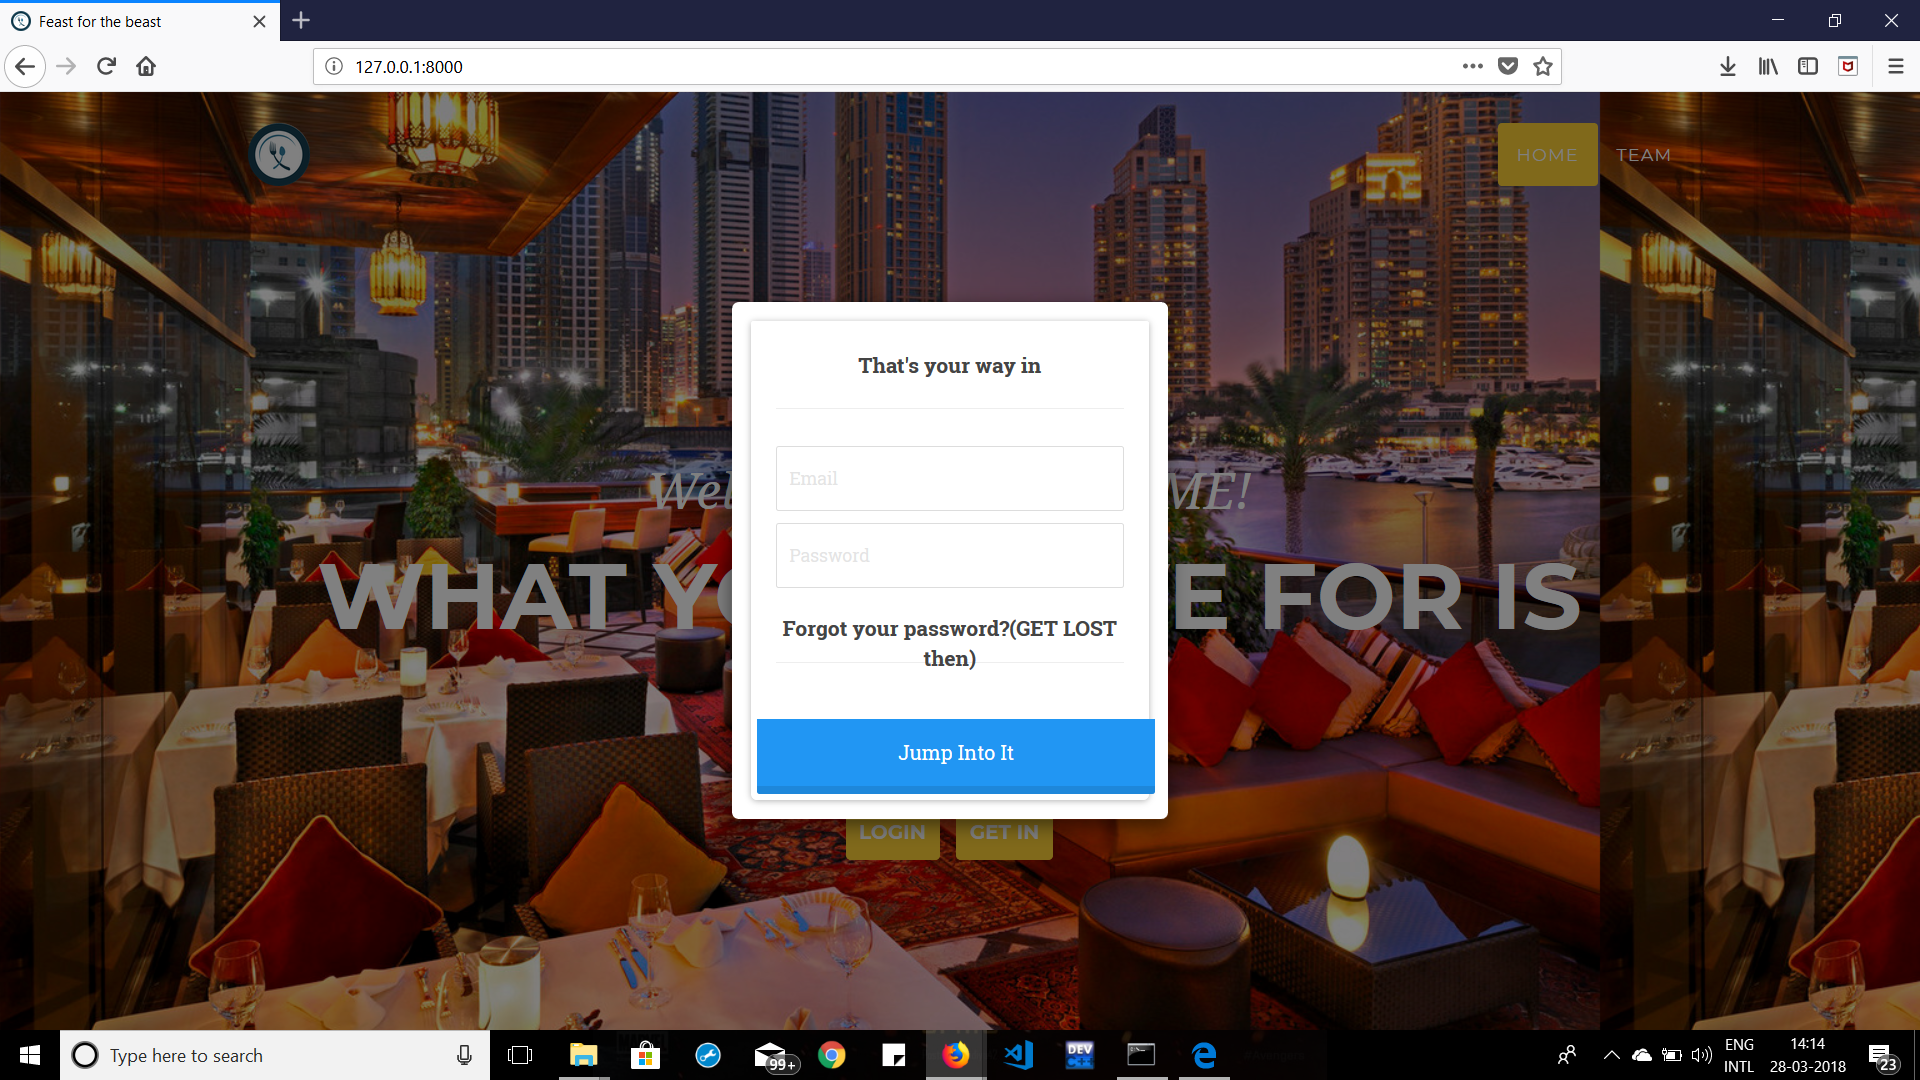 Feast for the beast
127.0.0.1:8000
HOME TEAM
That's your way in
Email
Wel ME!
Password
WHAT Y E FOR IS
Forgot your password?(GET LOST
then)
Jump Into It
LOGIN GET IN
Type here to search
99+
DEV
C++
ENG
INTL
14:14
28-03-2018
23